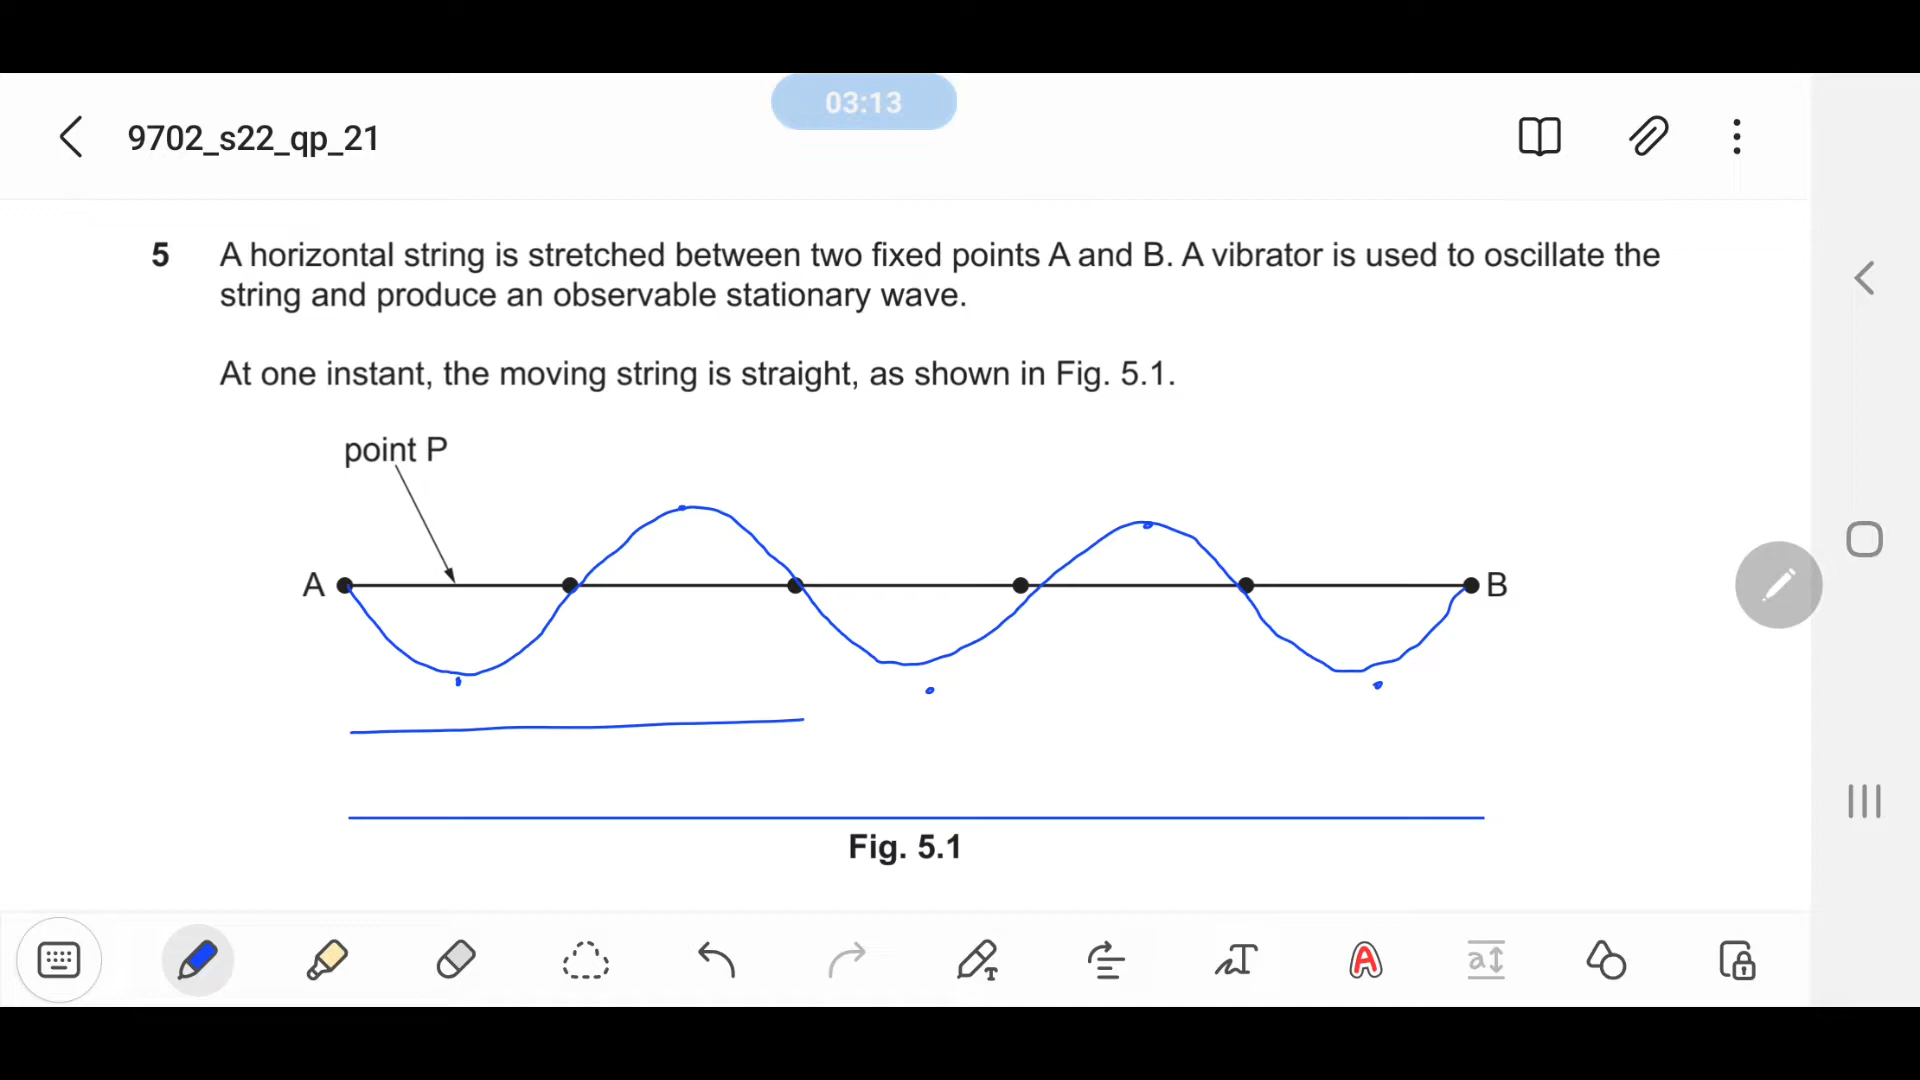 03:13
9702_s22_qp_21
5 A horizontal string is stretched between two fixed points A and B. A vibrator is used to oscillate the
string and produce an observable stationary wave.
At one instant, the moving string is straight, as shown in Fig. 5.1.
point P
A
B
Fig. 5.1